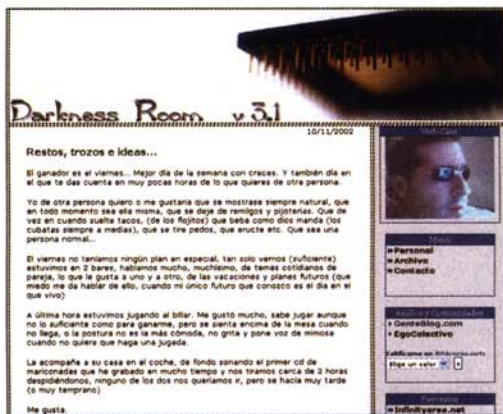 Darkness Room v 3.1
10/11/2002
Restos, trozos e ideas...
El ganador es el viernes... Mejor día de la semana con creces. Y también día en
el que te das cuenta en muy pocas horas de lo que quieres de otra persona.
Yo de otra persona quiero o me gustaria que se mostrase siempre natural, que
en todo momento sea ella misma, que se deje de remilgos y pijoterias. Que de
vez en cuando suelte tacos, (de los flojitos) que beba como dios manda (los
cubatas siempre a medias), que se tire pedos, que eructe etc. Que sea una
persona normal...
El viernes no teníamos ningún plan en especial, tan solo vernos (suficiente)
estuvimos en 2 bares, hablamos mucho, muchísimo, de temas cotidianos de
pareja, lo que le gusta a uno y a otro, de las vacaciones y planes futuros (que
miedo me da hablar de ello, cuando mi único futuro que conozco es el día en el
que vivo)
A última hora estuvimos jugando al billar. Me gustó mucho, sabe jugar aunque
no lo suficiente como para ganarme, pero se sienta encima de la mesa cuando
no llega, o la postura no es la más cómoda, no grita y pone voz de mimosa
cuando no quiere que haga una jugada.
La acompañe a su casa en el coche, de fondo sonando el primer cd de
mariconadas que he grabado en mucho tiempo y nos tiramos cerca de 2 horas
despidiéndonos, ninguno de los dos nos queríamos ir, pero se hacía muy tarde
(o muy temprano)
Me gusta.
Web-Cam
Menu
Personal
Archivo
Contacto
GenteBlog.com
EgoColectivo
Calificame en Bitácoras.net:
Elige un valor
Infinityarea.net